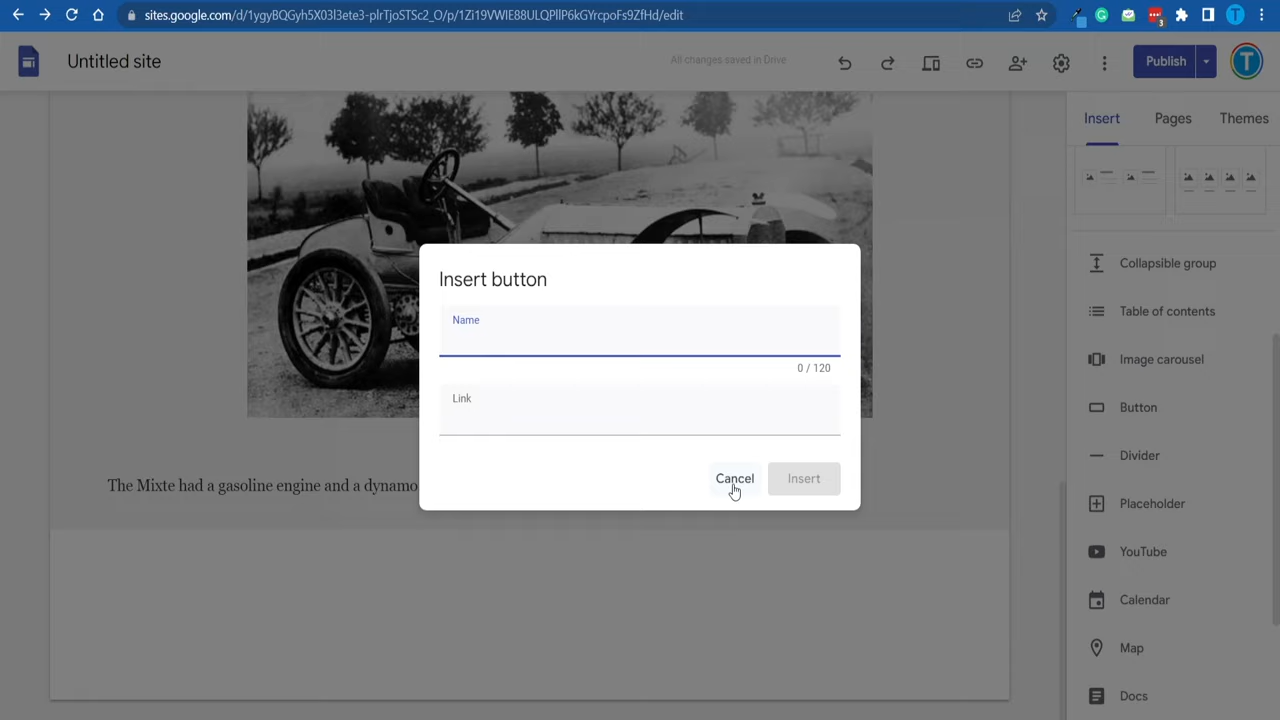 sites.google.com/d/1ygyBQGyh5X03l3ete3-plrTjoSTSc2_O/p/1Zi19VWIE88ULQPllP6kGYrcpoFs9ZfHd/edit
3
T
Untitled site
All changes saved in Drive
Publish
T
Insert
Pages
Themes
Insert button
Name
0 / 120
Link
Cancel
Insert
The Mixte had a gasoline engine and a dynamo
Collapsible group
Table of contents
Image carousel
Button
Divider
Placeholder
YouTube
Calendar
Map
Docs